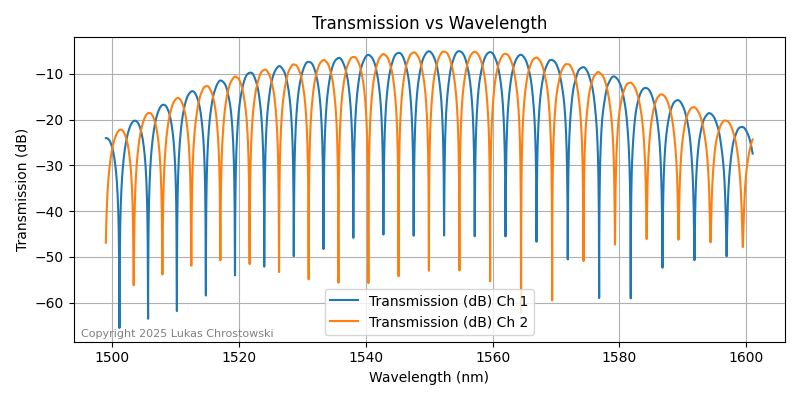 Transmission vs Wavelength
Transmission (dB)
−10
−20
−30
−40
−50
−60
Transmission (dB) Ch 1
Transmission (dB) Ch 2
Copyright 2025 Lukas Chrostowski
1500
1520
1540
1560
1580
1600
Wavelength (nm)